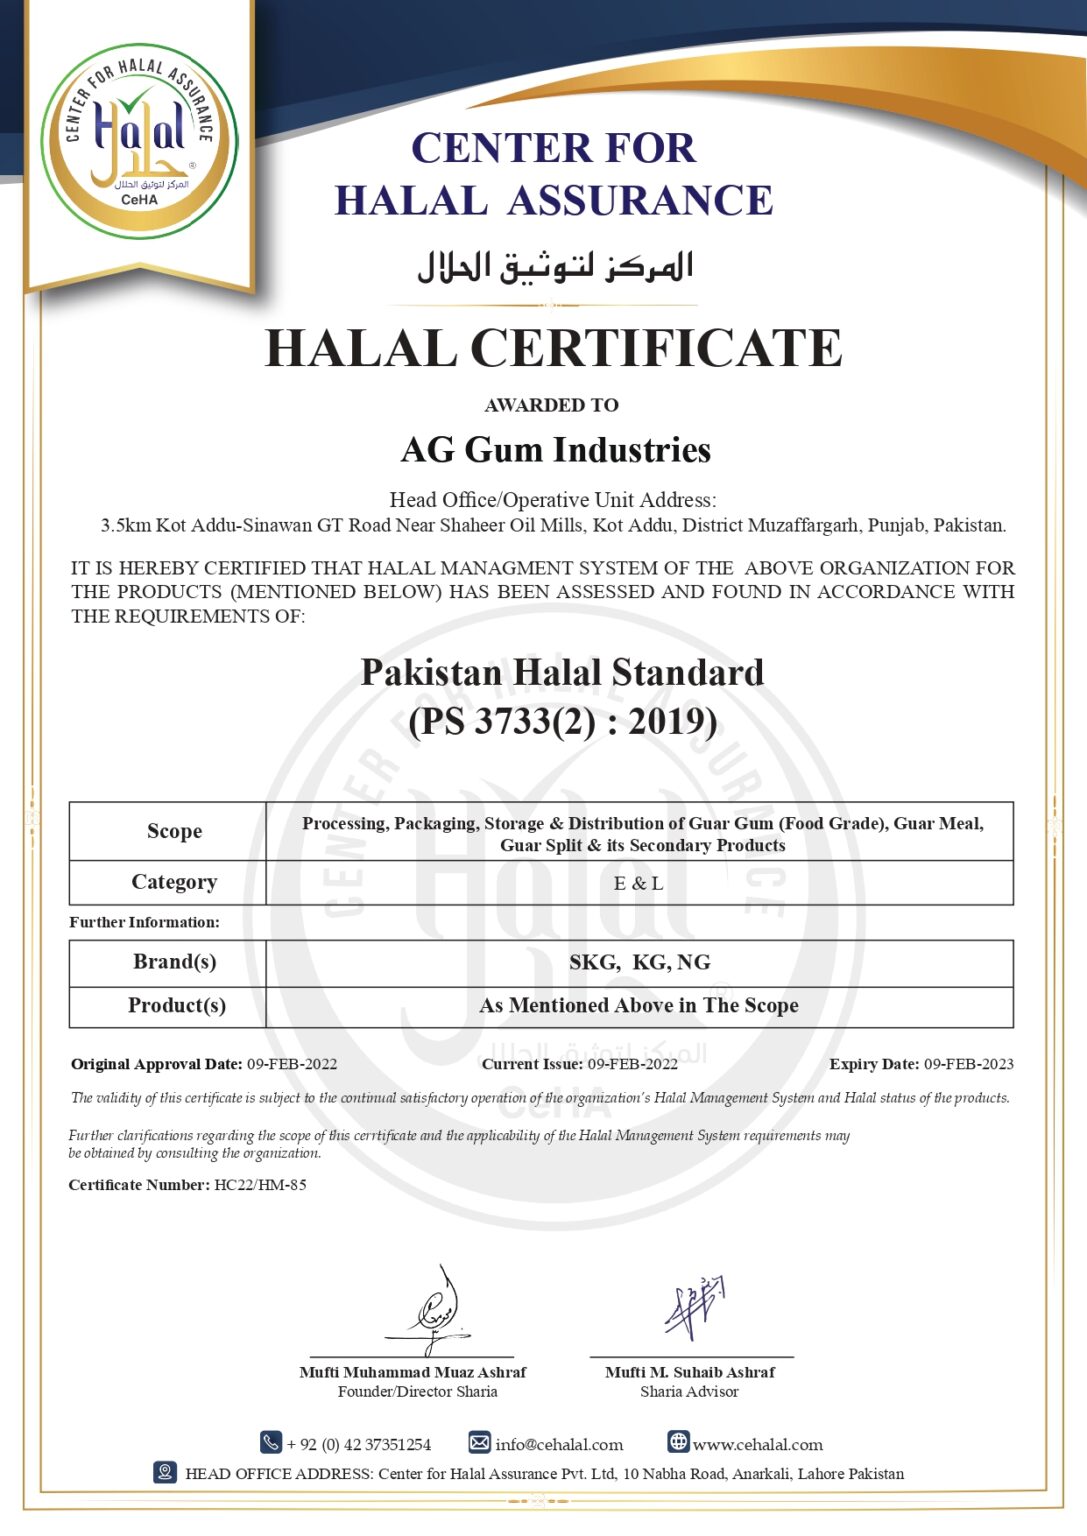 CENTER FOR HALAL ASSURANCE
Halal
حلال
®
المركز لتوثيق الحلال
CeHA
CENTER FOR
HALAL ASSURANCE
المركز لتوثيق الحلال
HALAL CERTIFICATE
AWARDED TO
AG Gum Industries
Head Office/Operative Unit Address:
3.5km Kot Addu-Sinawan GT Road Near Shaheer Oil Mills, Kot Addu, District Muzaffargarh, Punjab, Pakistan.
IT IS HEREBY CERTIFIED THAT HALAL MANAGMENT SYSTEM OF THE ABOVE ORGANIZATION FOR
THE PRODUCTS (MENTIONED BELOW) HAS BEEN ASSESSED AND FOUND IN ACCORDANCE WITH
THE REQUIREMENTS OF:
Pakistan Halal Standard
(PS 3733(2) : 2019)
CENTER FOR HALAL ASSURANCE
Halal
®
المركز لتوثيق الحلال
CeHA
Scope Processing, Packaging, Storage & Distribution of Guar Gum (Food Grade), Guar Meal,
Guar Split & its Secondary Products
Category E & L
Further Information:
Brand(s) SKG, KG, NG
Product(s) As Mentioned Above in The Scope
Original Approval Date: 09-FEB-2022 Current Issue: 09-FEB-2022 Expiry Date: 09-FEB-2023
The validity of this certificate is subject to the continual satisfactory operation of the organization's Halal Management System and Halal status of the products.
Further clarifications regarding the scope of this cerrtificate and the applicability of the Halal Management System requirements may
be obtained by consulting the organization.
Certificate Number: HC22/HM-85
Mufti Muhammad Muaz Ashraf
Founder/Director Sharia
Mufti M. Suhaib Ashraf
Sharia Advisor
+ 92 (0) 42 37351254 info@cehalal.com www.cehalal.com
HEAD OFFICE ADDRESS: Center for Halal Assurance Pvt. Ltd, 10 Nabha Road, Anarkali, Lahore Pakistan